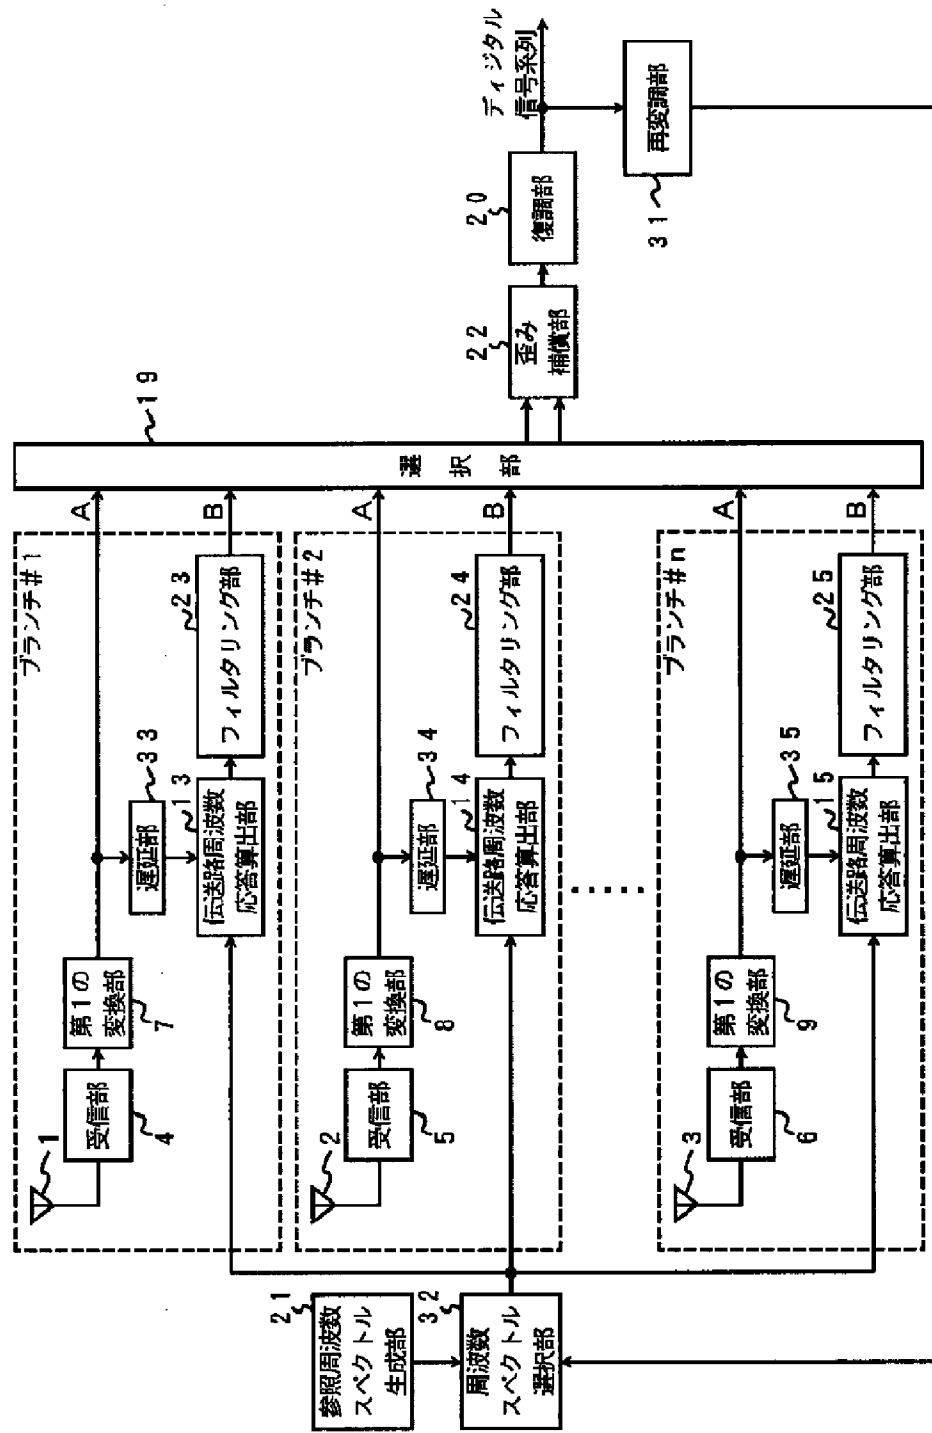 ブランチ#1
1
受信部
4
第1の
変換部
7
遅延部
33
伝送路周波数
応答算出部
13
フィルタリング部
23
A
B
ブランチ#2
2
受信部
5
第1の
変換部
8
遅延部
34
伝送路周波数
応答算出部
14
フィルタリング部
24
A
B
ブランチ#n
3
受信部
6
第1の
変換部
9
遅延部
35
伝送路周波数
応答算出部
15
フィルタリング部
25
A
B
参照周波数
スペクトル
生成部
21
周波数
スペクトル
選択部
32
選択部
19
歪み
補償部
22
復調部
20
ディジタル
信号系列
再変調部
31